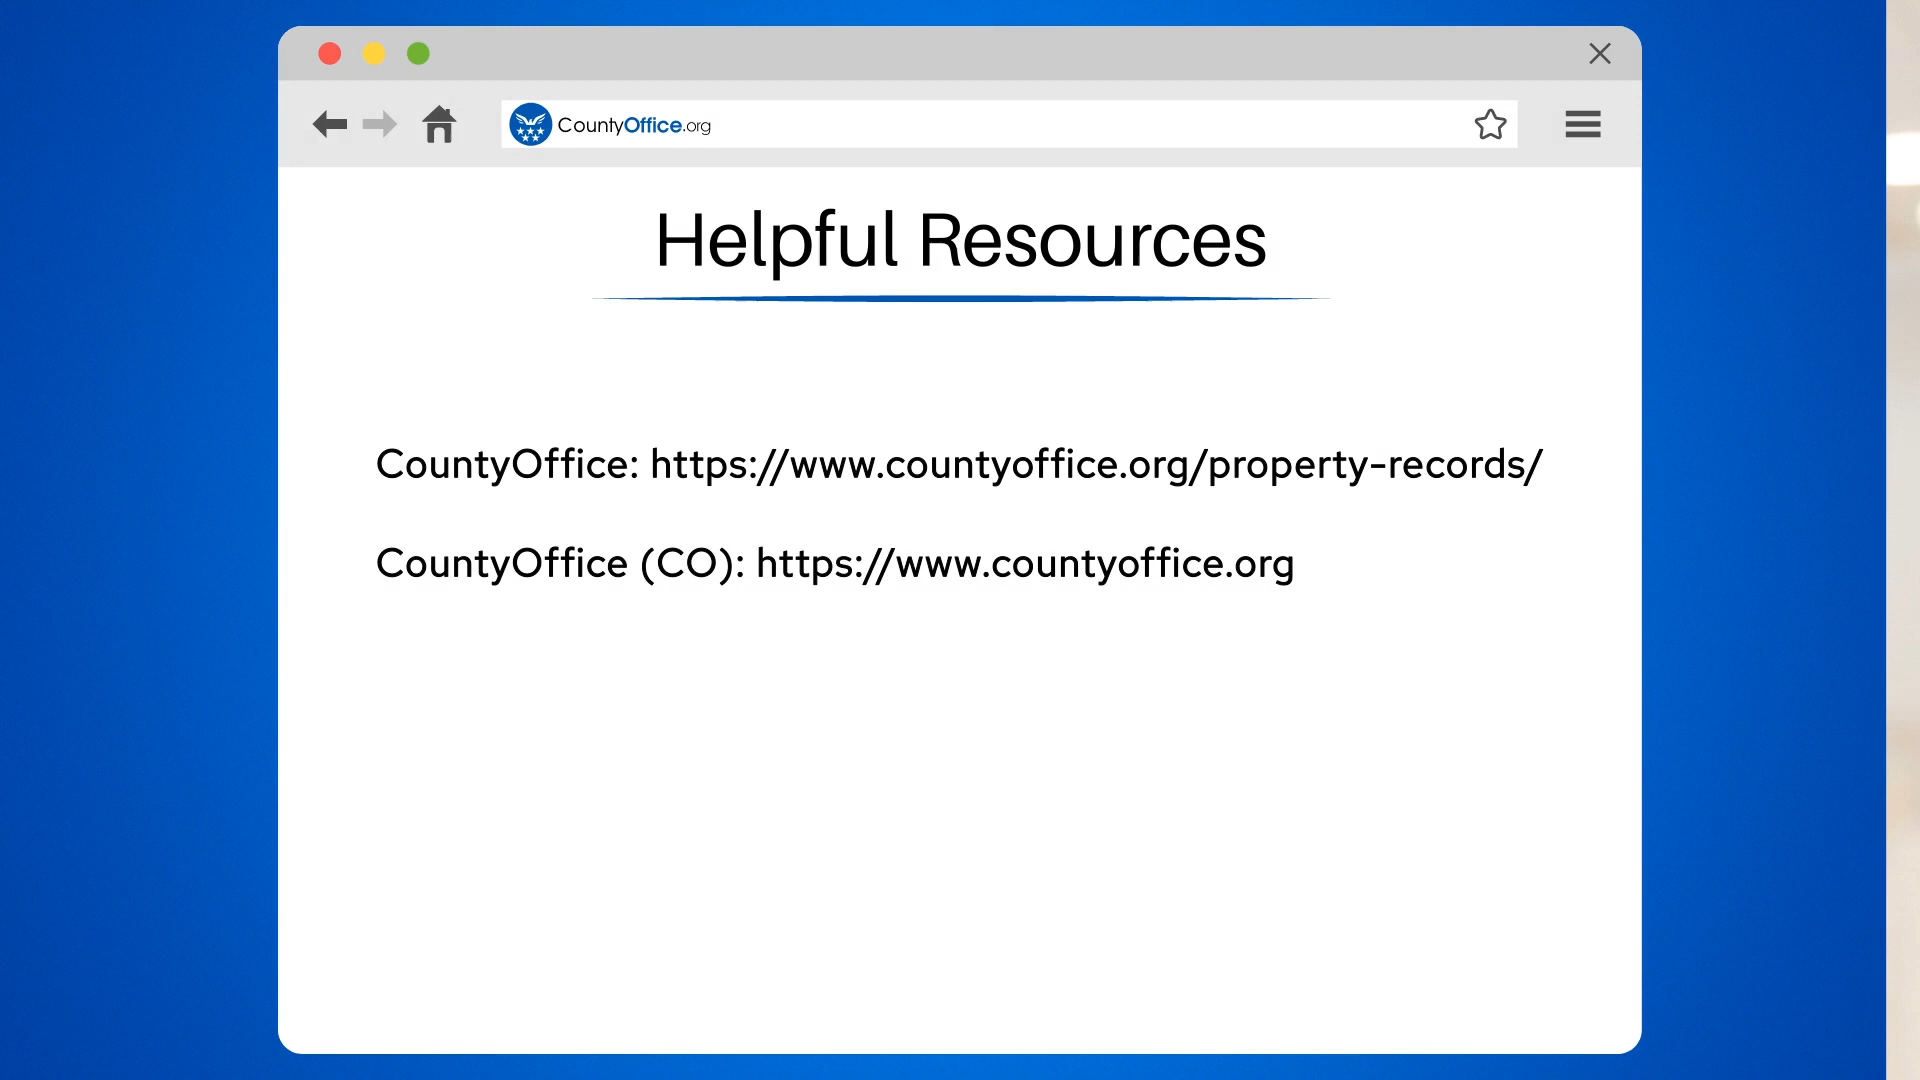 CountyOffice.org
Helpful Resources
CountyOffice: https://www.countyoffice.org/property-records/
CountyOffice (CO): https://www.countyoffice.org